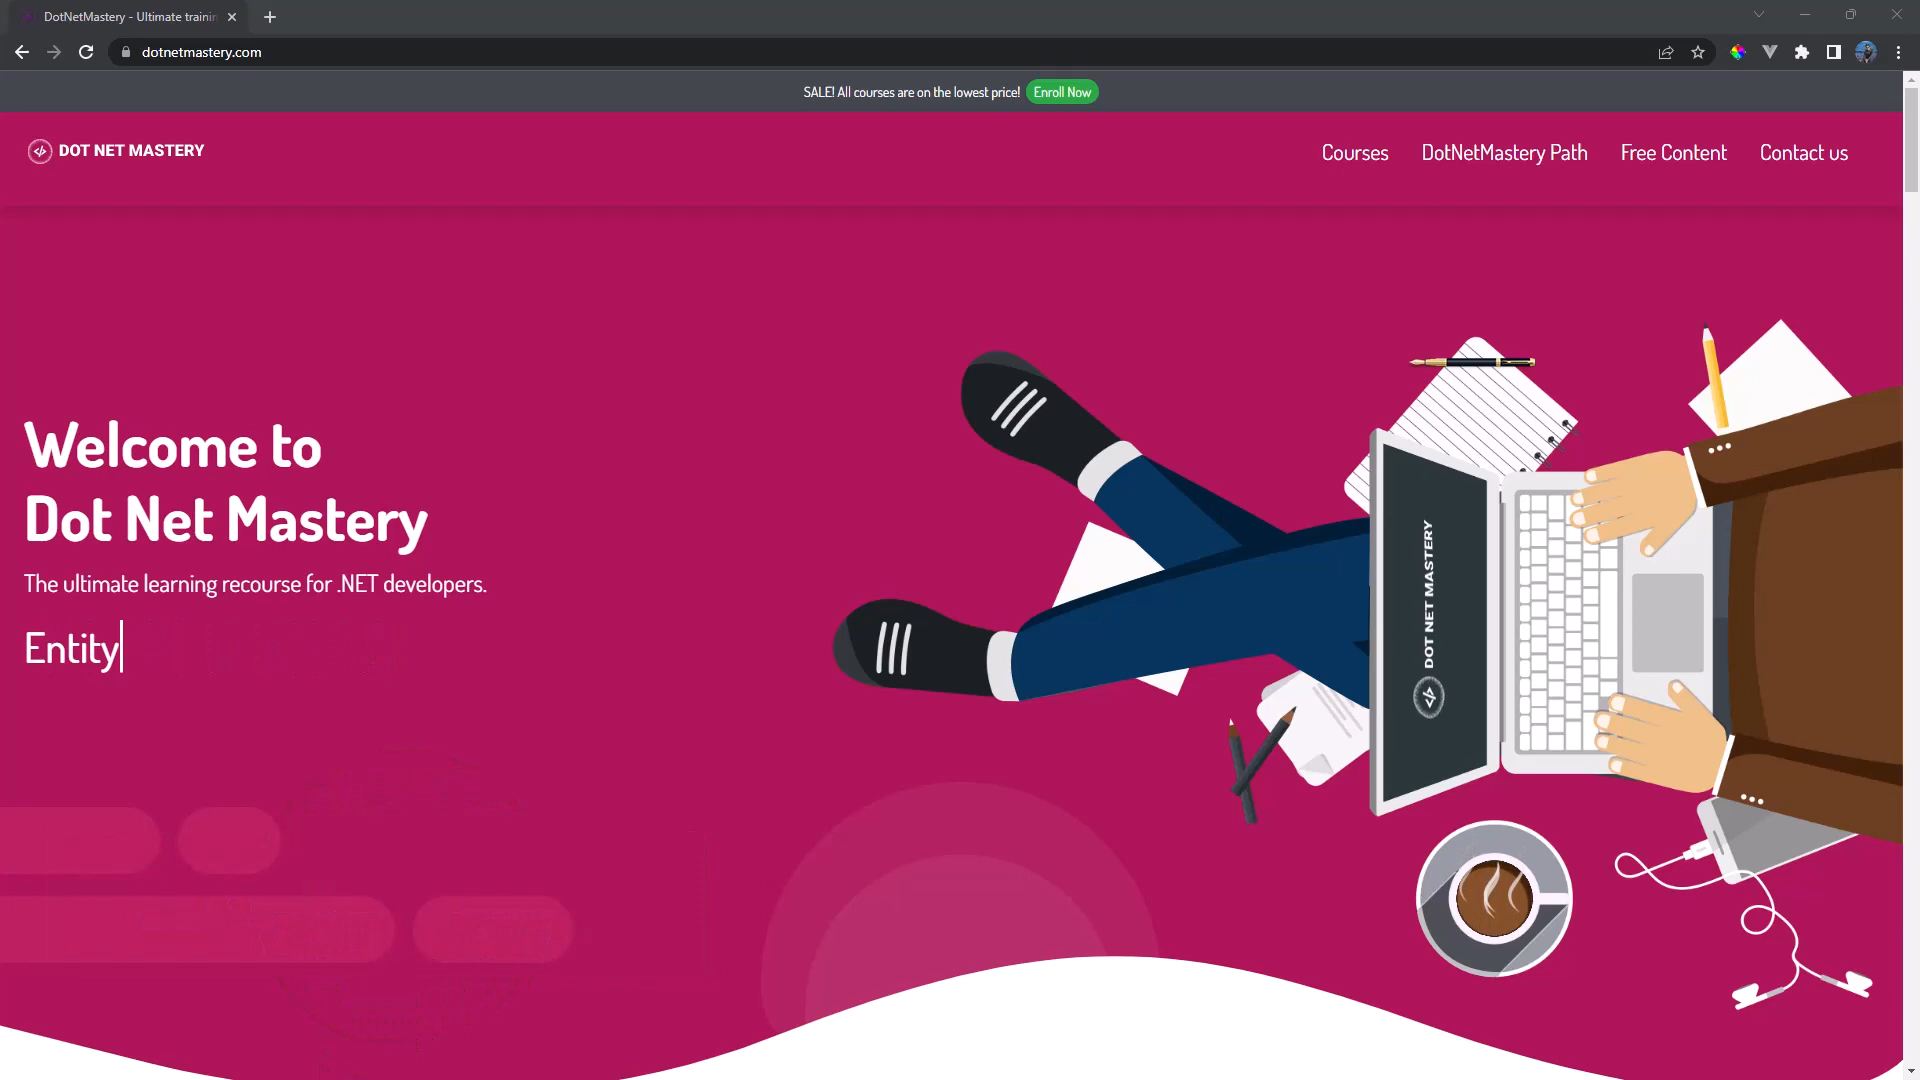 DotNetMastery - Ultimate trainin
dotnetmastery.com
SALE! All courses are on the lowest price! Enroll Now
DOT NET MASTERY
Courses DotNetMastery Path Free Content Contact us
Welcome to
Dot Net Mastery
The ultimate learning recourse for .NET developers.
Entity
DOT NET MASTERY